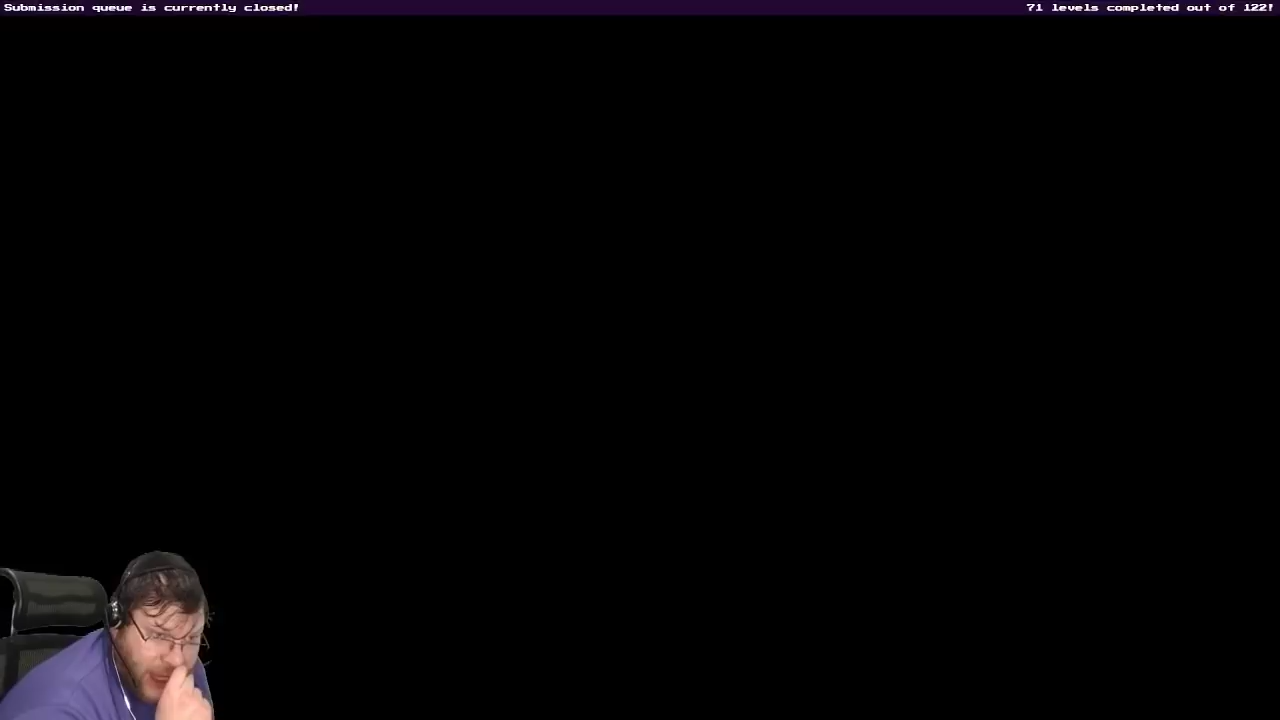 Submission queue is currently closed!
71 levels completed out of 122!